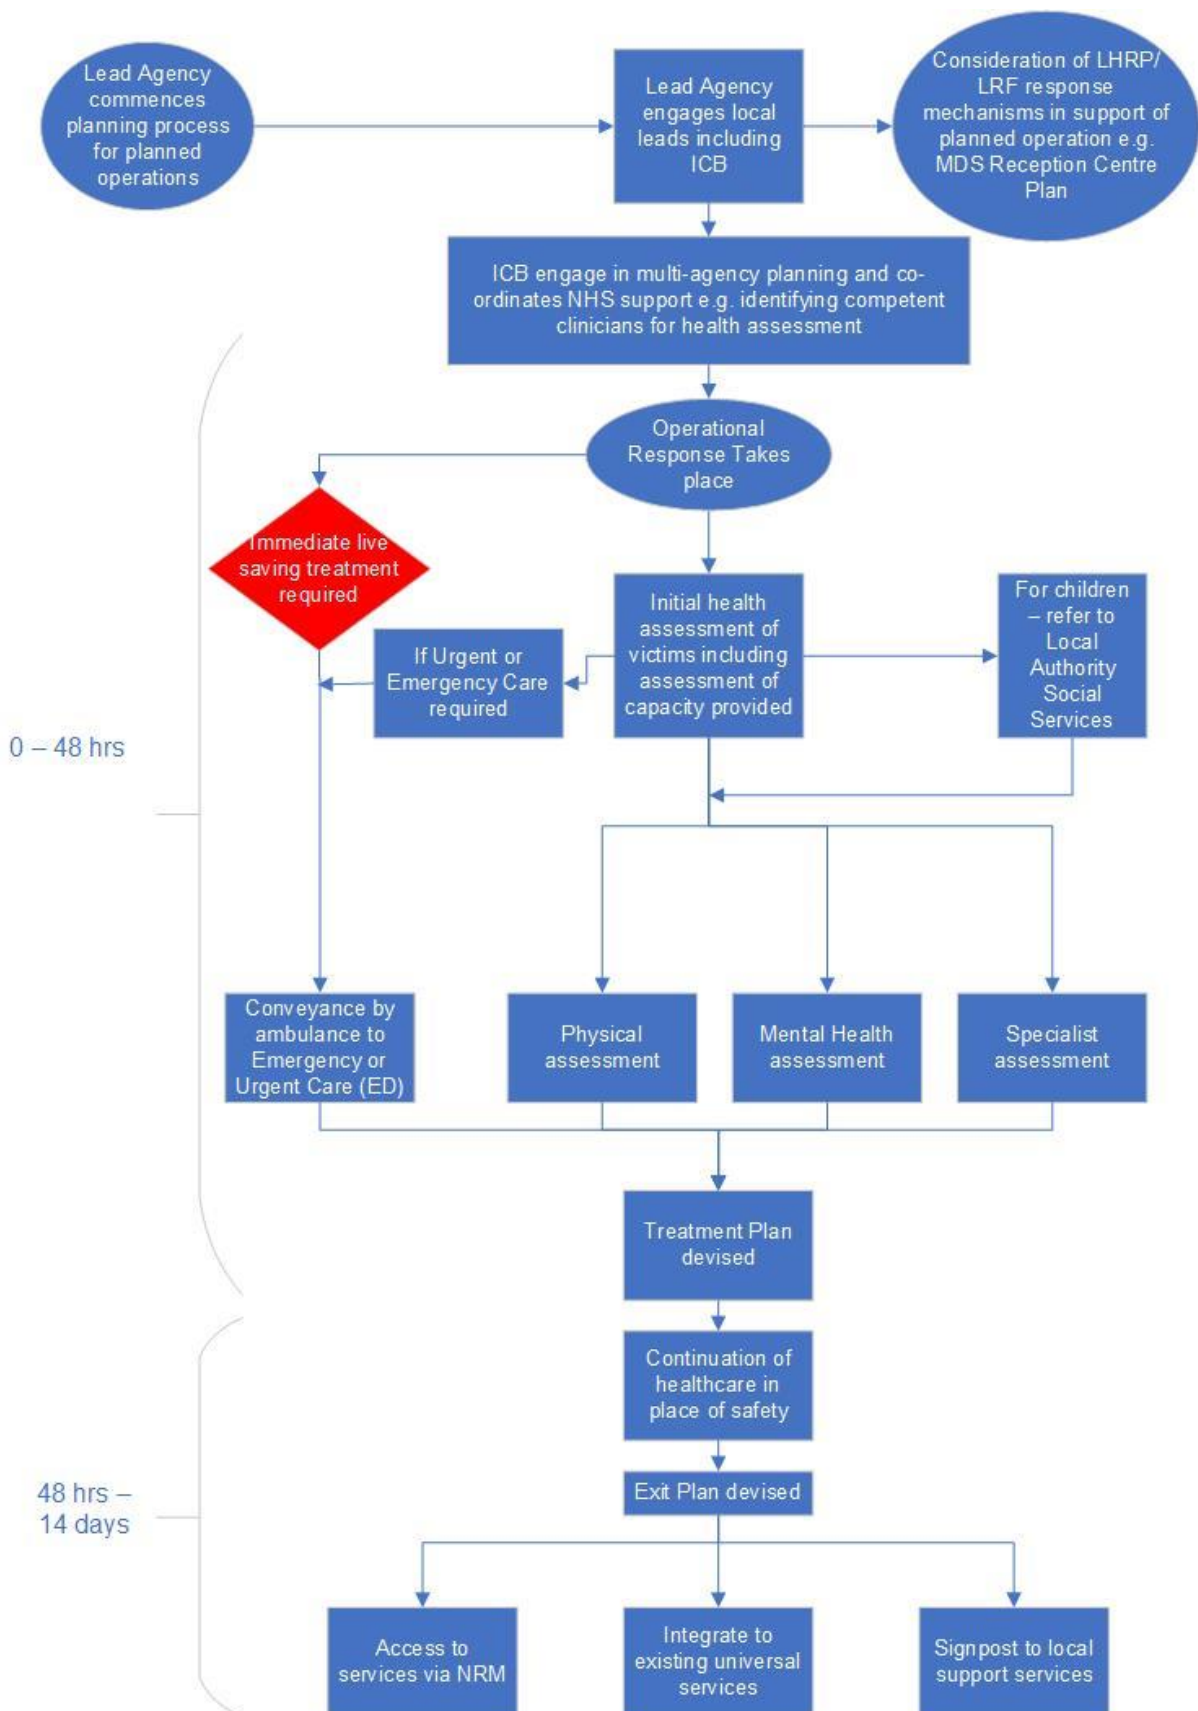 Lead Agency
commences
planning process
for planned
operations
Lead Agency
engages local
leads including
ICB
Consideration of LHRP/
LRF response
mechanisms in support of
planned operation e.g.
MDS Reception Centre
Plan
ICB engage in multi-agency planning and co-
ordinates NHS support e.g. identifying competent
clinicians for health assessment
Operational
Response Takes
place
Immediate live
saving treatment
required
If Urgent or
Emergency Care
required
Initial health
assessment of
victims including
assessment of
capacity provided
For children
– refer to
Local
Authority
Social
Services
0 – 48 hrs
Conveyance by
ambulance to
Emergency or
Urgent Care (ED)
Physical
assessment
Mental Health
assessment
Specialist
assessment
Treatment Plan
devised
Continuation of
healthcare in
place of safety
Exit Plan devised
48 hrs –
14 days
Access to
services via NRM
Integrate to
existing universal
services
Signpost to local
support services